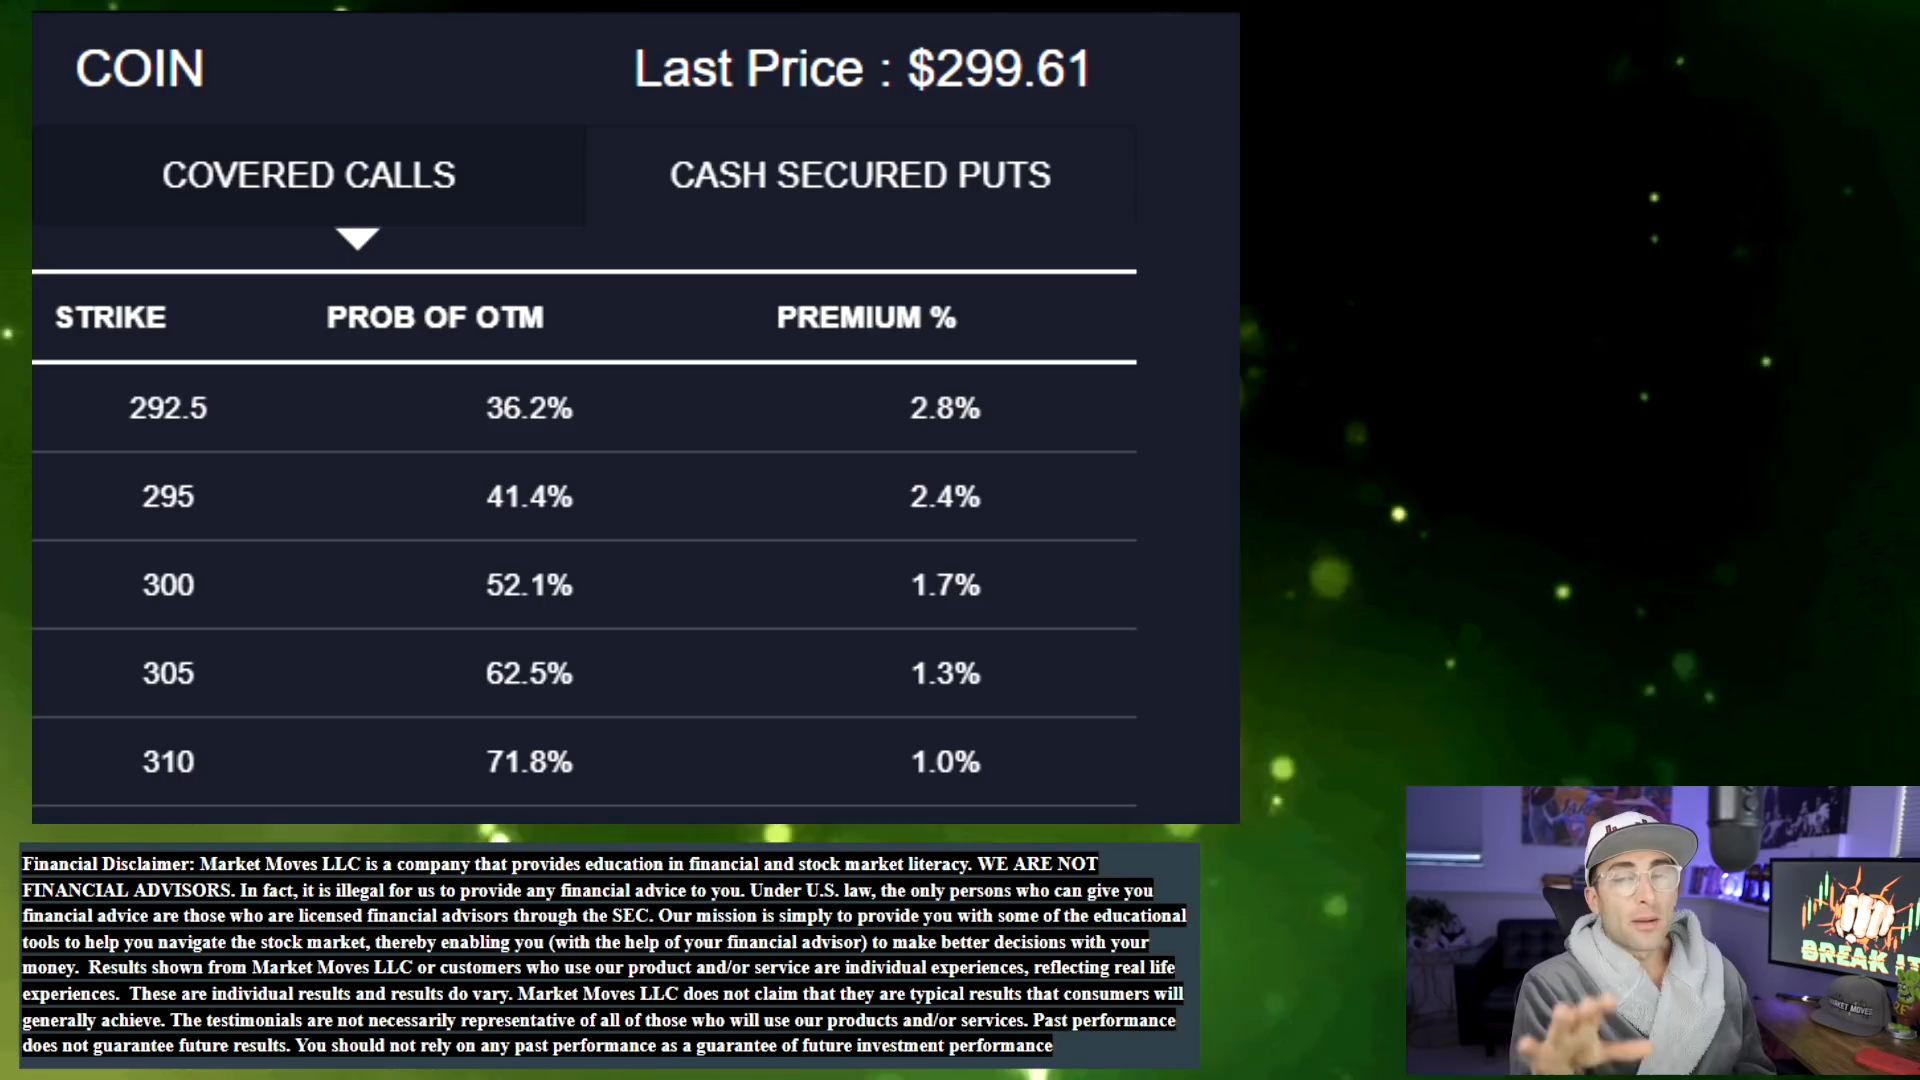 COIN
Last Price : $299.61
COVERED CALLS
CASH SECURED PUTS
STRIKE PROB OF OTM PREMIUM %
292.5 36.2% 2.8%
295 41.4% 2.4%
300 52.1% 1.7%
305 62.5% 1.3%
310 71.8% 1.0%
Financial Disclaimer: Market Moves LLC is a company that provides education in financial and stock market literacy. WE ARE NOT
FINANCIAL ADVISORS. In fact, it is illegal for us to provide any financial advice to you. Under U.S. law, the only persons who can give you
financial advice are those who are licensed financial advisors through the SEC. Our mission is simply to provide you with some of the educational
tools to help you navigate the stock market, thereby enabling you (with the help of your financial advisor) to make better decisions with your
money. Results shown from Market Moves LLC or customers who use our product and/or service are individual experiences, reflecting real life
experiences. These are individual results and results do vary. Market Moves LLC does not claim that they are typical results that consumers will
generally achieve. The testimonials are not necessarily representative of all of those who will use our products and/or services. Past performance
does not guarantee future results. You should not rely on any past performance as a guarantee of future investment performance
BREAK IT
MARKET MOVES